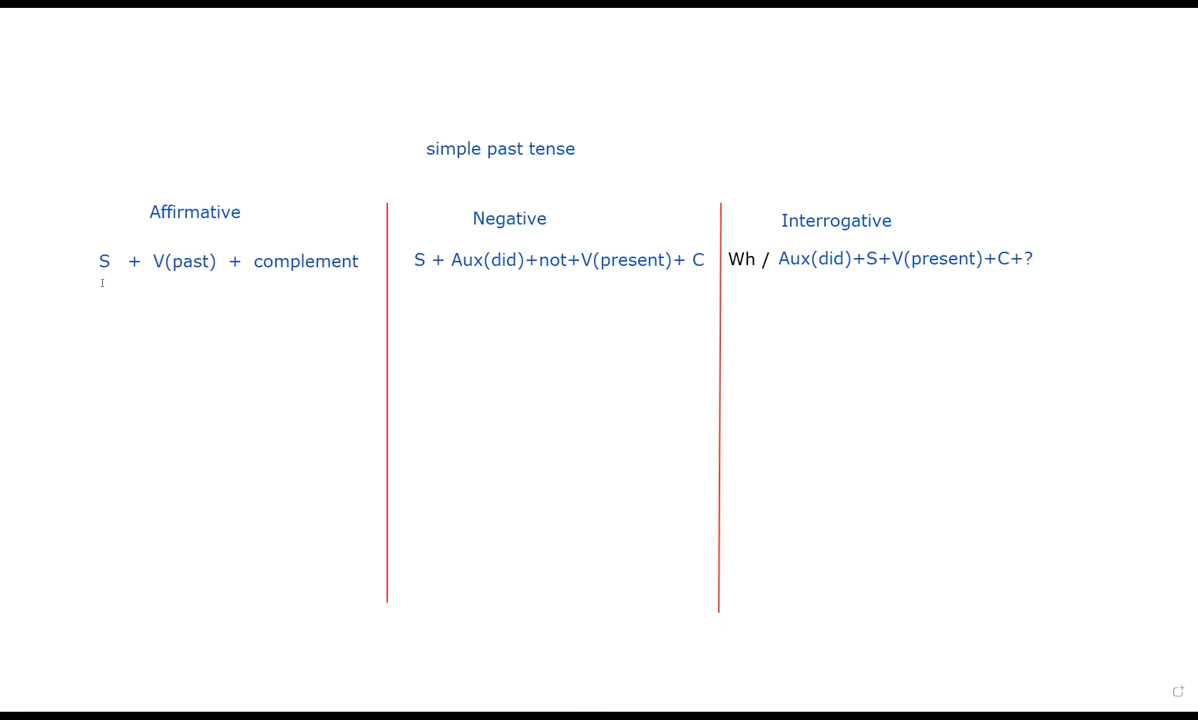 simple past tense
Affirmative
S + V(past) + complement
Negative
S + Aux(did)+not+V(present)+ C
Interrogative
Wh / Aux(did)+S+V(present)+C+?